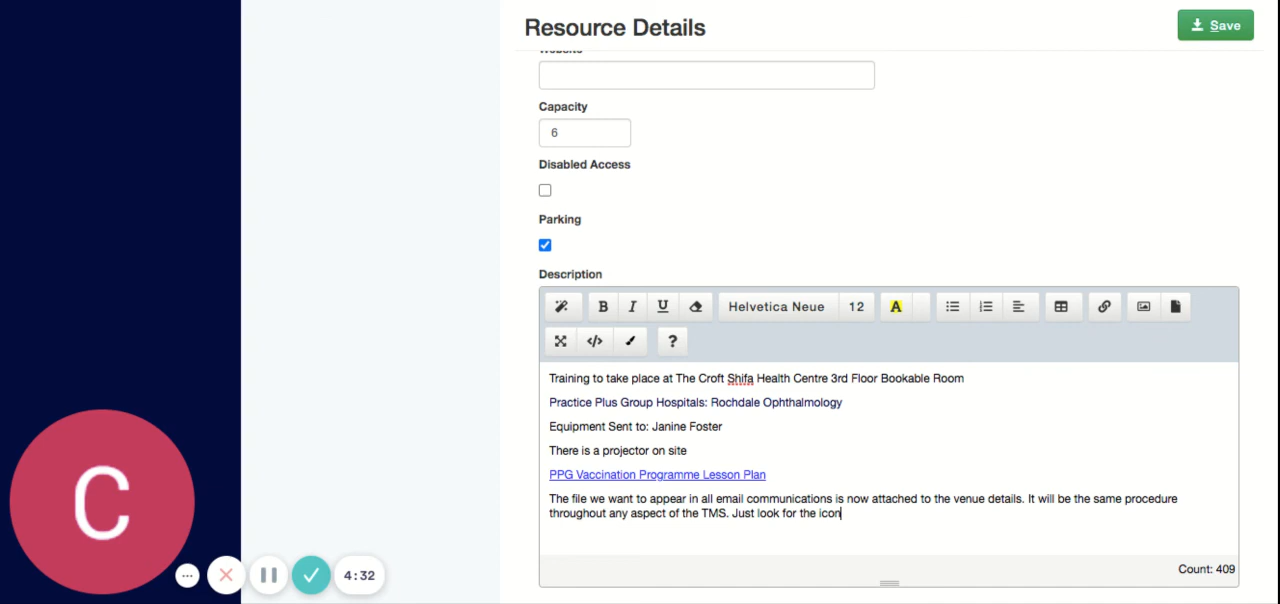 Resource Details
Save
Website
Capacity
6
Disabled Access
Parking
Description
B I U Helvetica Neue 12 A
</> ?
Training to take place at The Croft Shifa Health Centre 3rd Floor Bookable Room
Practice Plus Group Hospitals: Rochdale Ophthalmology
Equipment Sent to: Janine Foster
There is a projector on site
PPG Vaccination Programme Lesson Plan
The file we want to appear in all email communications is now attached to the venue details. It will be the same procedure
throughout any aspect of the TMS. Just look for the icon
Count: 409
C
4:32